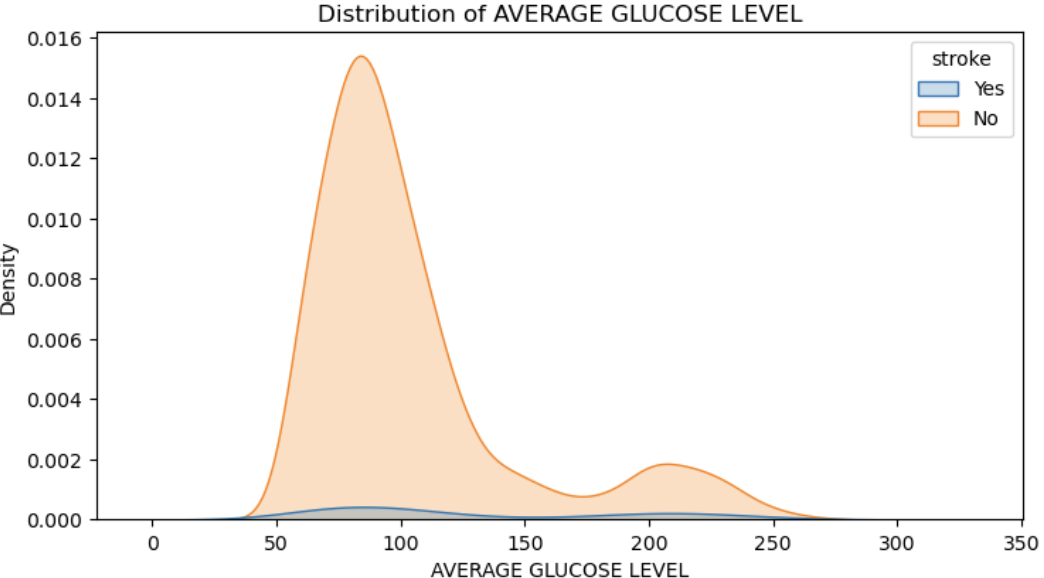 Distribution of AVERAGE GLUCOSE LEVEL
stroke
Yes
No
0.016
0.014
0.012
0.010
0.008
0.006
0.004
0.002
0.000
Density
0 50 100 150 200 250 300 350
AVERAGE GLUCOSE LEVEL